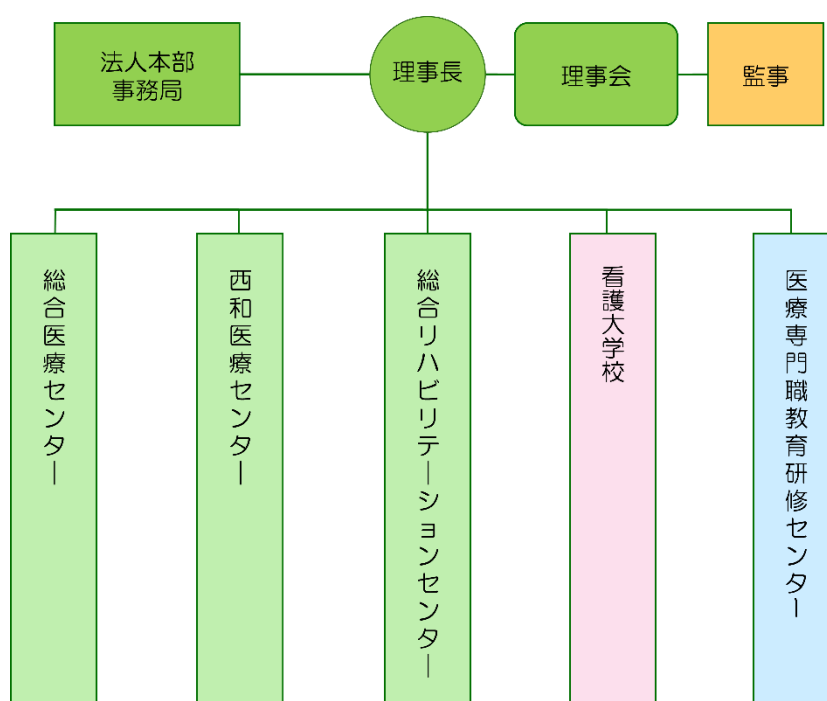 法人本部
事務局
理事長
理事会
監事
総合医療センター
西和医療センター
総合リハビリテーションセンター
看護大学校
医療専門職教育研修センター